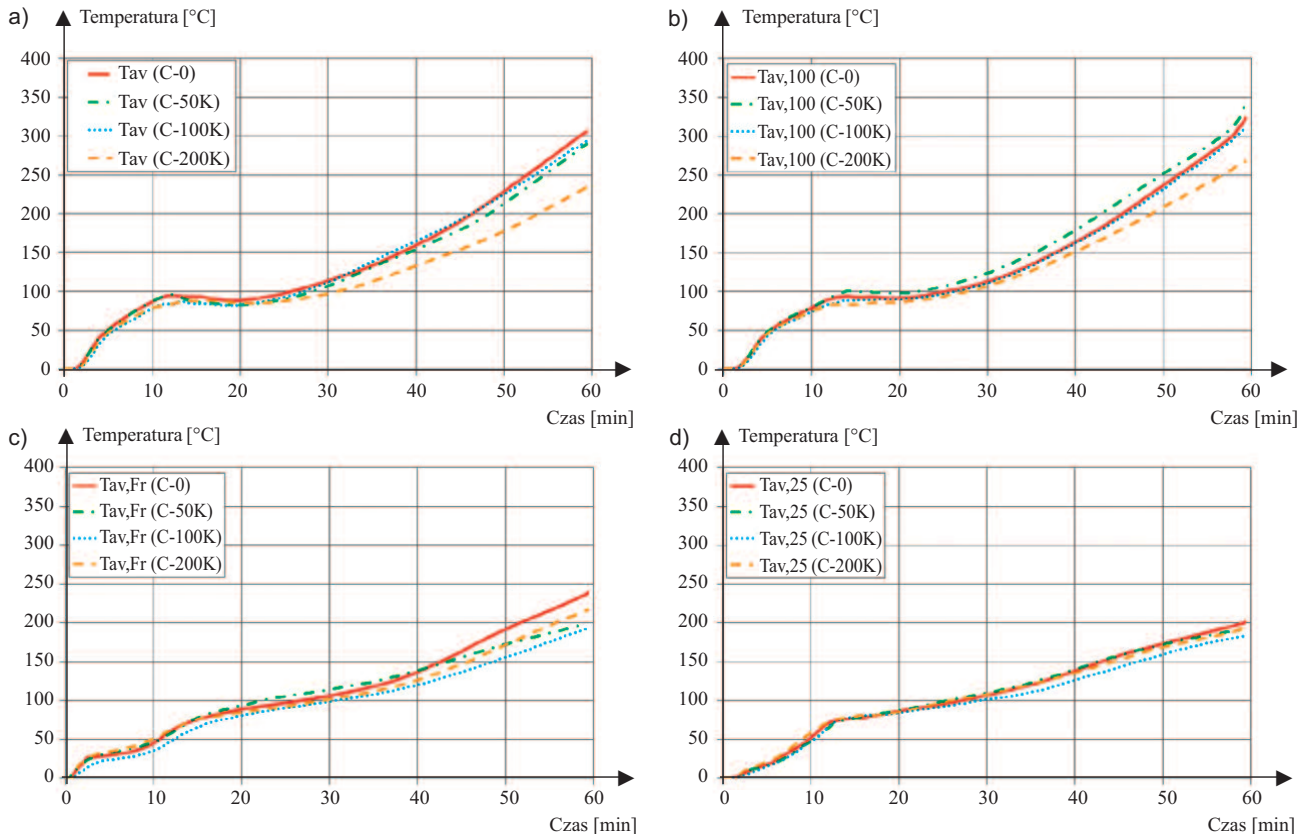 a)
Temperatura [°C]
400
350
300
250
200
150
100
50
0
Tav (C-0)
Tav (C-50K)
Tav (C-100K)
Tav (C-200K)
0
10
20
30
40
50
60
Czas [min]
b)
Temperatura [°C]
400
350
300
250
200
150
100
50
0
Tav,100 (C-0)
Tav,100 (C-50K)
Tav,100 (C-100K)
Tav,100 (C-200K)
0
10
20
30
40
50
60
Czas [min]
c)
Temperatura [°C]
400
350
300
250
200
150
100
50
0
Tav,Fr (C-0)
Tav,Fr (C-50K)
Tav,Fr (C-100K)
Tav,Fr (C-200K)
0
10
20
30
40
50
60
Czas [min]
d)
Temperatura [°C]
400
350
300
250
200
150
100
50
0
Tav,25 (C-0)
Tav,25 (C-50K)
Tav,25 (C-100K)
Tav,25 (C-200K)
0
10
20
30
40
50
60
Czas [min]